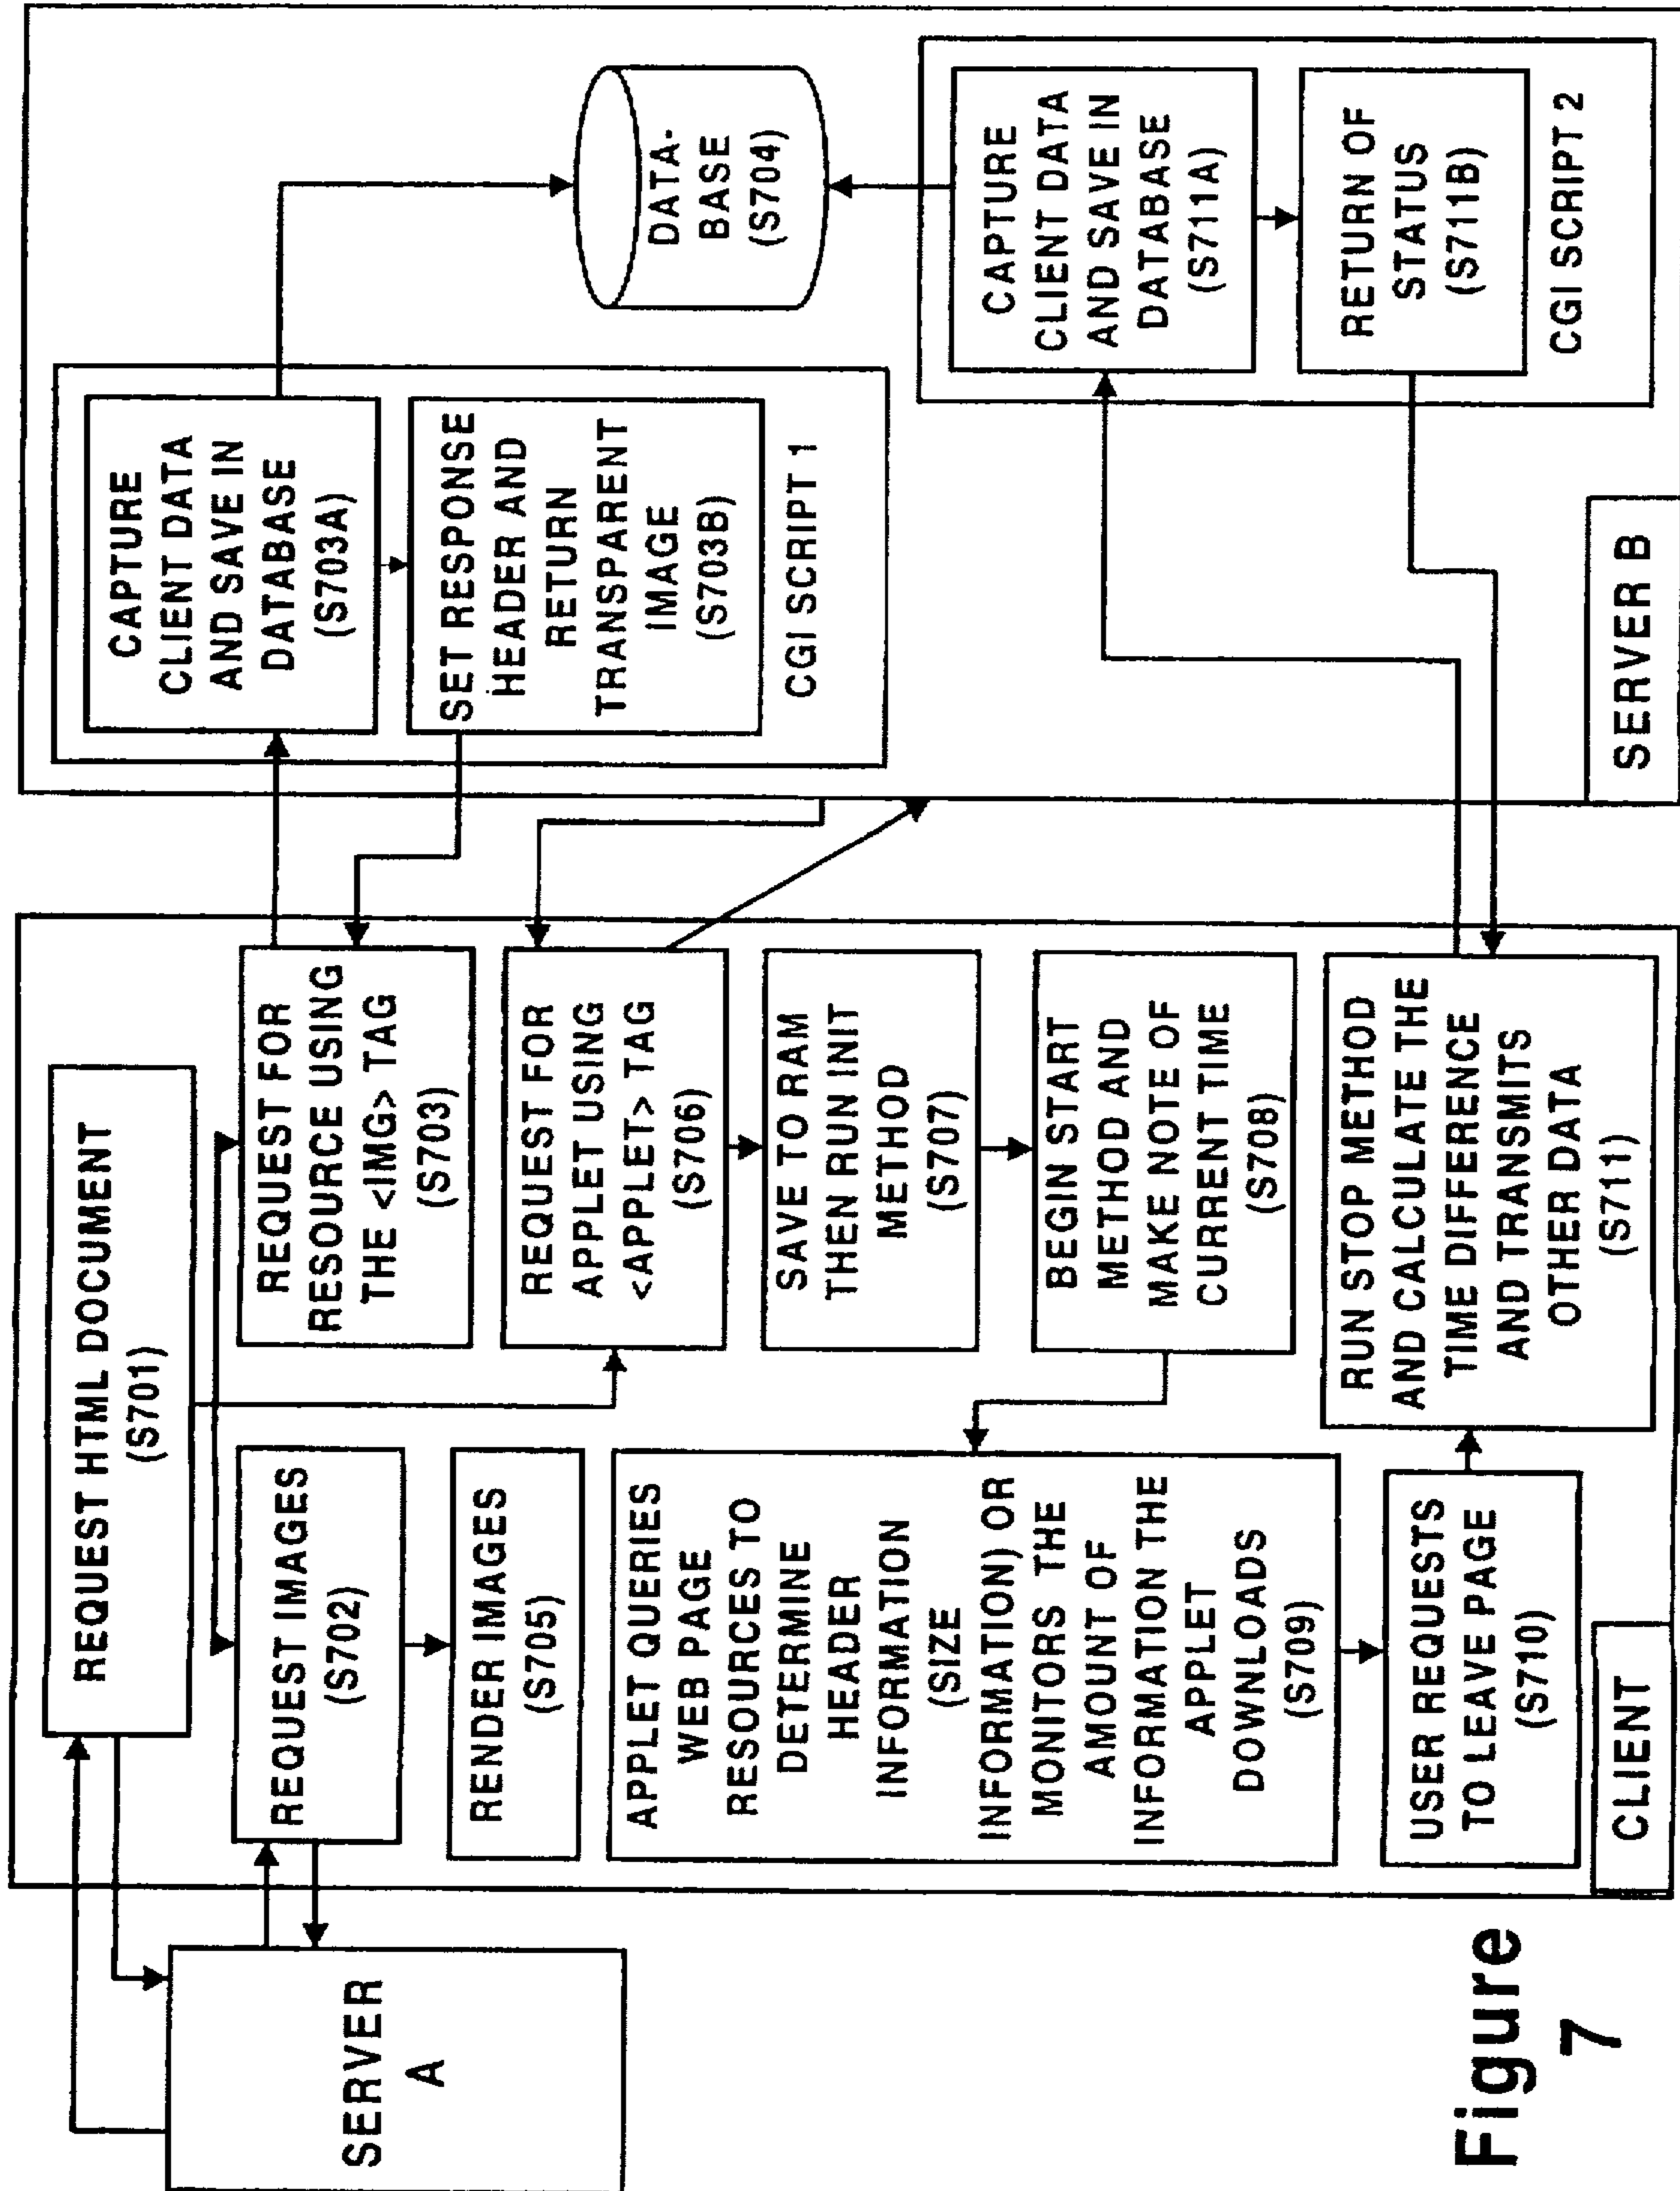 SERVER
A
REQUEST HTML DOCUMENT
(S701)
REQUEST IMAGES
(S702)
RENDER IMAGES
(S705)
REQUEST FOR
RESOURCE USING
THE <IMG> TAG
(S703)
REQUEST FOR
APPLET USING
<APPLET> TAG
(S706)
SAVE TO RAM
THEN RUN INIT
METHOD
(S707)
BEGIN START
METHOD AND
MAKE NOTE OF
CURRENT TIME
(S708)
APPLET QUERIES
WEB PAGE
RESOURCES TO
DETERMINE
HEADER
INFORMATION
(SIZE
INFORMATION) OR
MONITORS THE
AMOUNT OF
INFORMATION THE
APPLET
DOWNLOADS
(S709)
USER REQUESTS
TO LEAVE PAGE
(S710)
RUN STOP METHOD
AND CALCULATE THE
TIME DIFFERENCE
AND TRANSMITS
OTHER DATA
(S711)
CLIENT
CAPTURE
CLIENT DATA
AND SAVE IN
DATABASE
(S703A)
SET RESPONSE
HEADER AND
RETURN
TRANSPARENT
IMAGE
(S703B)
CGI SCRIPT 1
DATA-
BASE
(S704)
CAPTURE
CLIENT DATA
AND SAVE IN
DATABASE
(S711A)
RETURN OF
STATUS
(S711B)
CGI SCRIPT 2
SERVER B
Figure
7